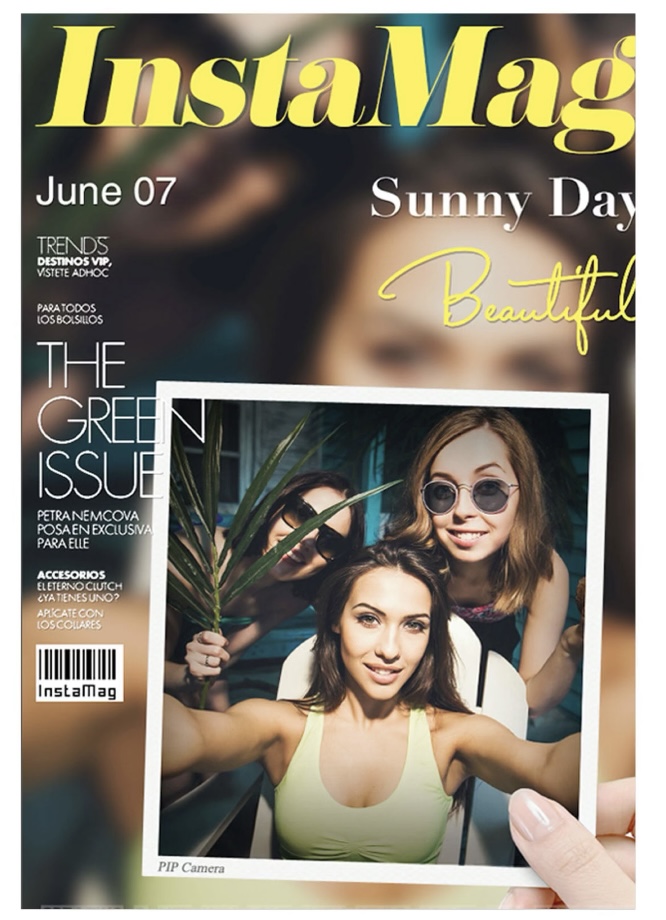 InstaMag
June 07
Sunny Day
Beautiful
TRENDS
DESTINOS VIP,
VÍSTETE ADHOC
PARA TODOS
LOS BOLSILLOS
THE
GREEN
ISSUE
PETRA NEMCOVA
POSA EN EXCLUSIVA
PARA ELLE
ACCESORIOS
EL ETERNO CLUTCH
¿YA TIENES UNO?
APLÍCATE CON
LOS COLLARES
InstaMag
PIP Camera